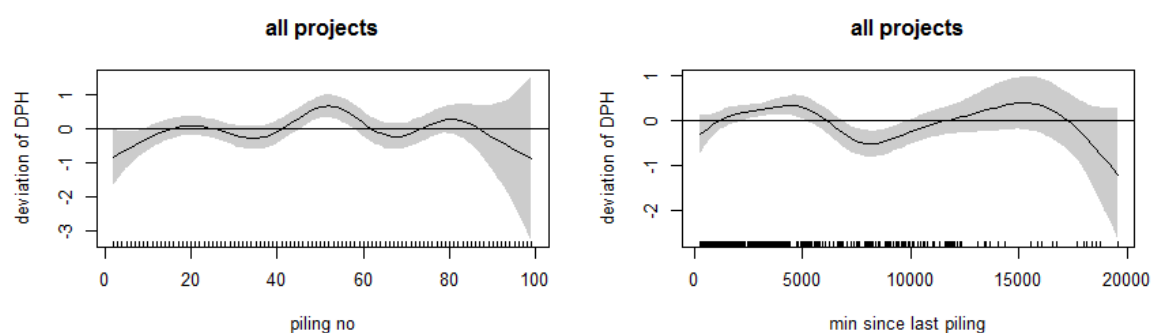 all projects
deviation of DPH
1
0
-1
-2
-3
0 20 40 60 80 100
piling no
all projects
deviation of DPH
1
0
-1
-2
0 5000 10000 15000 20000
min since last piling